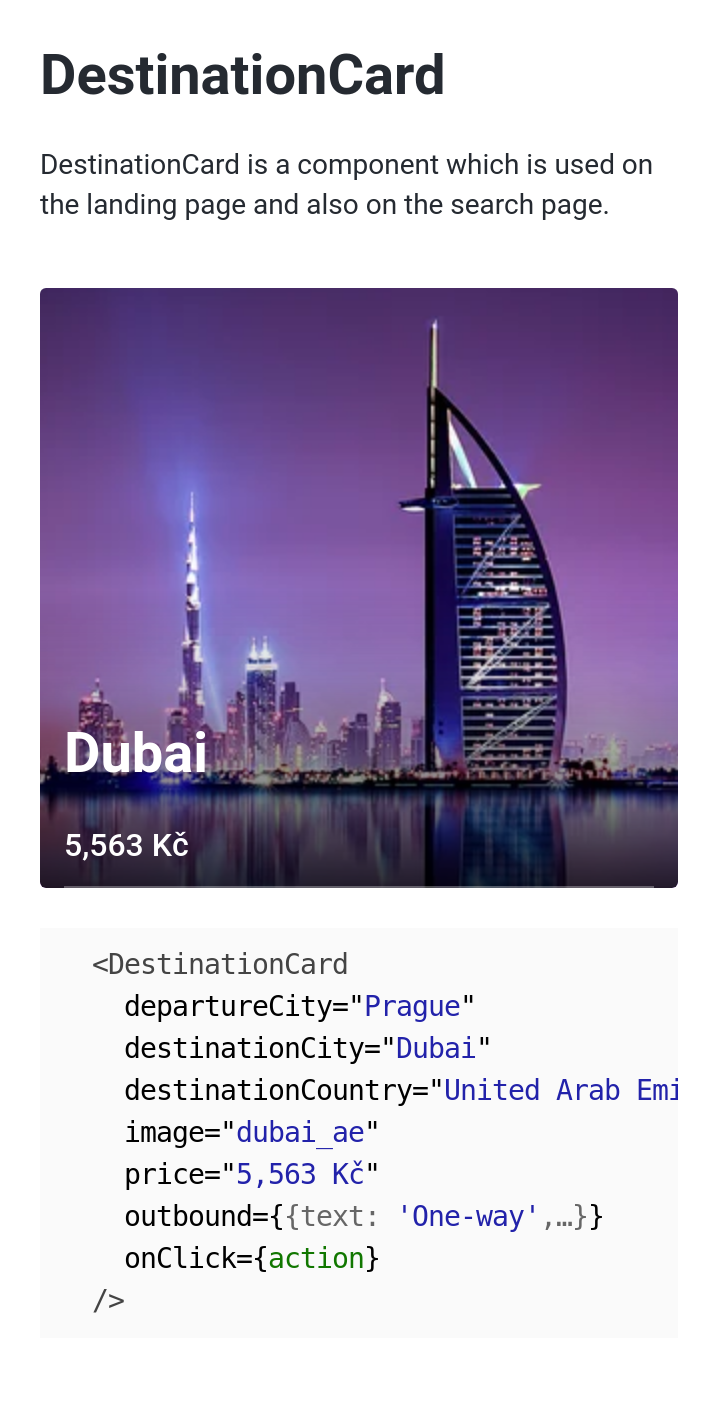 DestinationCard
DestinationCard is a component which is used on
the landing page and also on the search page.
Dubai
5,563 Kč
<DestinationCard
departureCity="Prague"
destinationCity="Dubai"
destinationCountry="United Arab Emi
image="dubai_ae"
price="5,563 Kč"
outbound={{text: 'One-way',…}}
onClick={action}
/>